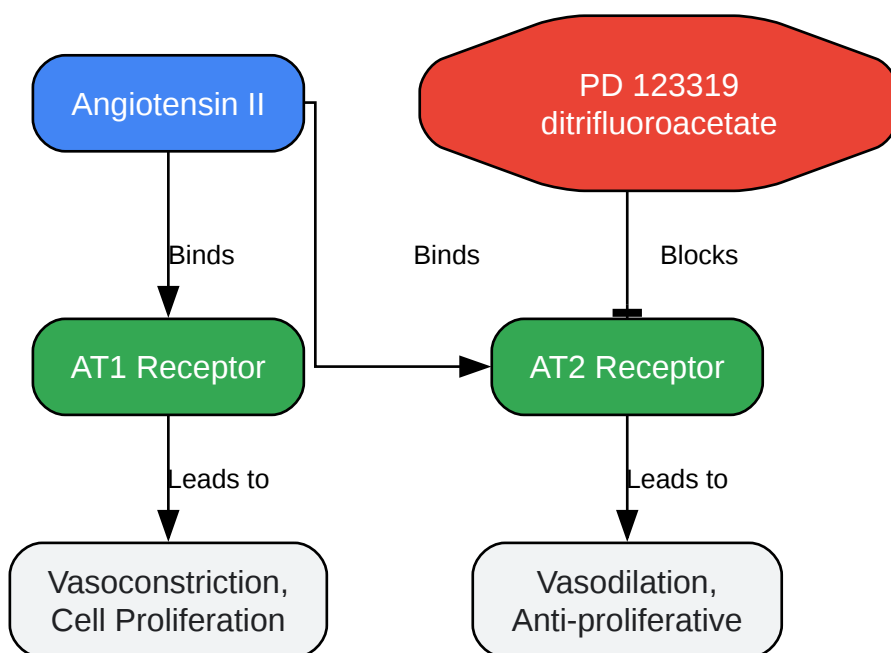 Angiotensin II
PD 123319
ditrifluoroacetate
Binds
Binds
Blocks
AT1 Receptor
AT2 Receptor
Leads to
Leads to
Vasoconstriction,
Cell Proliferation
Vasodilation,
Anti-proliferative